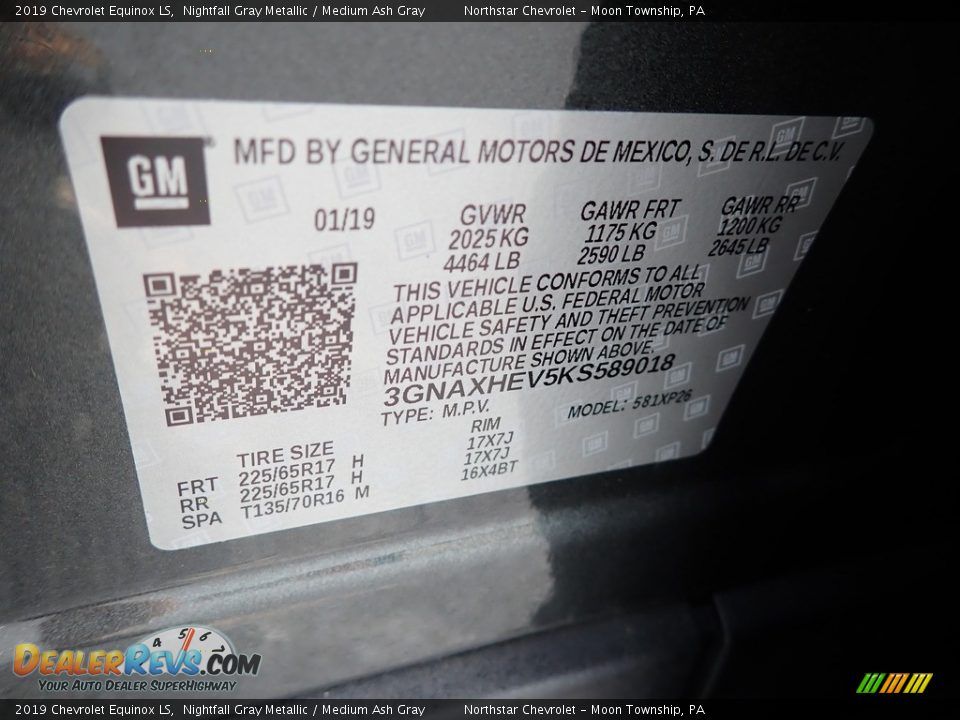 2019 Chevrolet Equinox LS, Nightfall Gray Metallic / Medium Ash Gray Northstar Chevrolet - Moon Township, PA
GM
MFD BY GENERAL MOTORS DE MEXICO, S. DE R.L. DE C.V.
01/19 GVWR GAWR FRT GAWR RR
2025 KG 1175 KG 1200 KG
4464 LB 2590 LB 2645 LB
THIS VEHICLE CONFORMS TO ALL
APPLICABLE U.S. FEDERAL MOTOR
VEHICLE SAFETY AND THEFT PREVENTION
STANDARDS IN EFFECT ON THE DATE OF
MANUFACTURE SHOWN ABOVE.
3GNAXHEV5KS589018
TYPE: M.P.V. MODEL: 581XP26
TIRE SIZE RIM
FRT 225/65R17 H 17X7J
RR 225/65R17 H 17X7J
SPA T135/70R16 M 16X4BT
4 5 6
DEALERREVS.COM
YOUR AUTO DEALER SUPERHIGHWAY
2019 Chevrolet Equinox LS, Nightfall Gray Metallic / Medium Ash Gray Northstar Chevrolet - Moon Township, PA